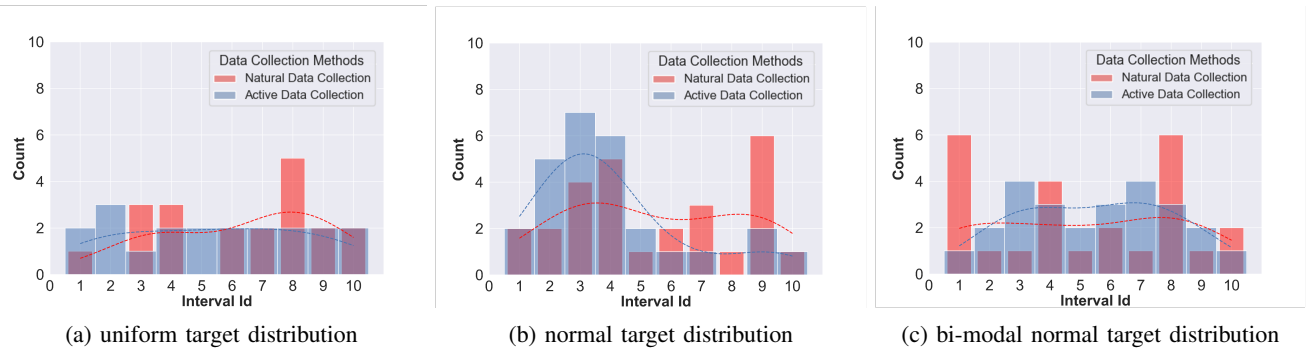 10
8
6
4
2
0
Count
Data Collection Methods
Natural Data Collection
Active Data Collection
0 1 2 3 4 5 6 7 8 9 10
Interval Id
(a) uniform target distribution
10
8
6
4
2
0
Count
Data Collection Methods
Natural Data Collection
Active Data Collection
0 1 2 3 4 5 6 7 8 9 10
Interval Id
(b) normal target distribution
10
8
6
4
2
0
Count
Data Collection Methods
Natural Data Collection
Active Data Collection
0 1 2 3 4 5 6 7 8 9 10
Interval Id
(c) bi-modal normal target distribution